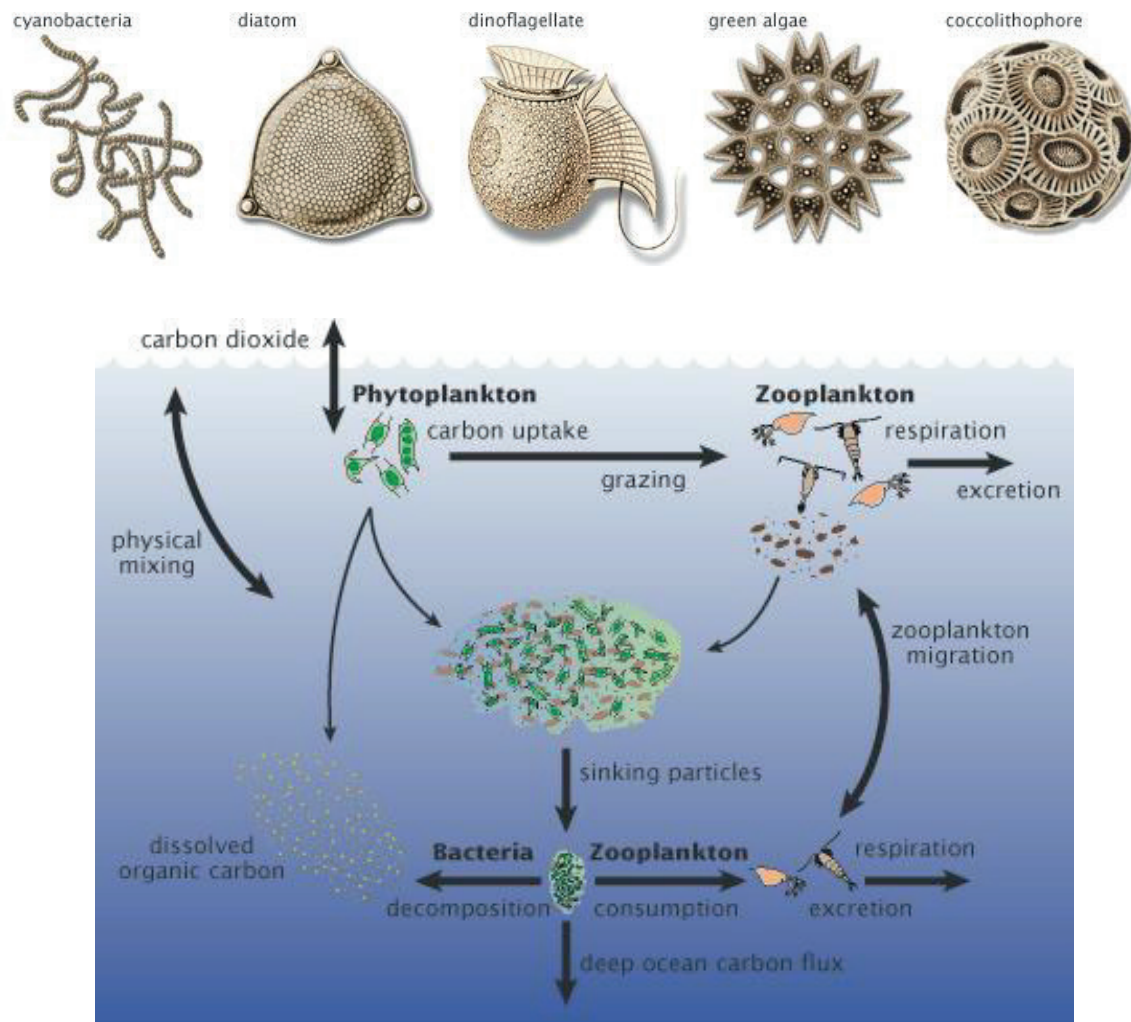 cyanobacteria
diatom
dinoflagellate
green algae
coccolithophore
carbon dioxide
Phytoplankton
Zooplankton
carbon uptake
respiration
grazing
excretion
physical
mixing
zooplankton
migration
sinking particles
dissolved
organic carbon
Bacteria
Zooplankton
respiration
decomposition
consumption
excretion
deep ocean carbon flux